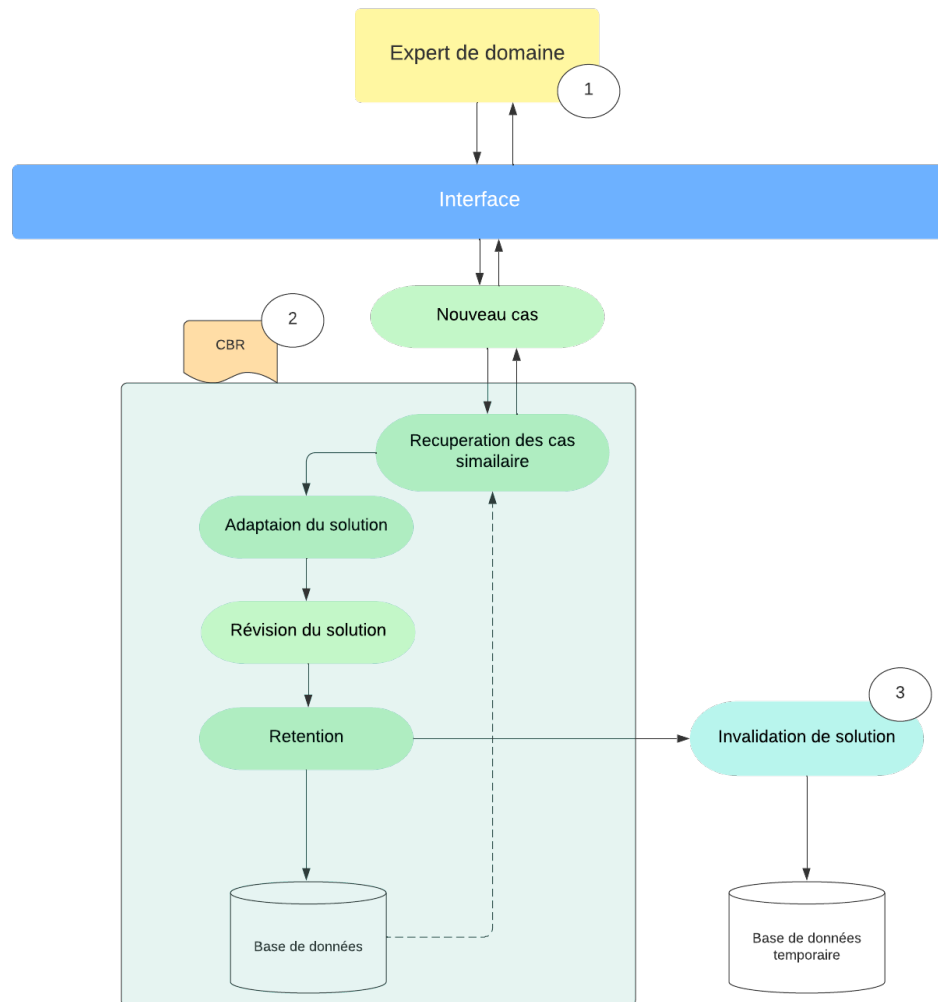 Expert de domaine
1
Interface
Nouveau cas
2
CBR
Recuperation des cas
simailaire
Adaptaion du solution
Révision du solution
3
Retention
Invalidation de solution
Base de données
Base de données
temporaire